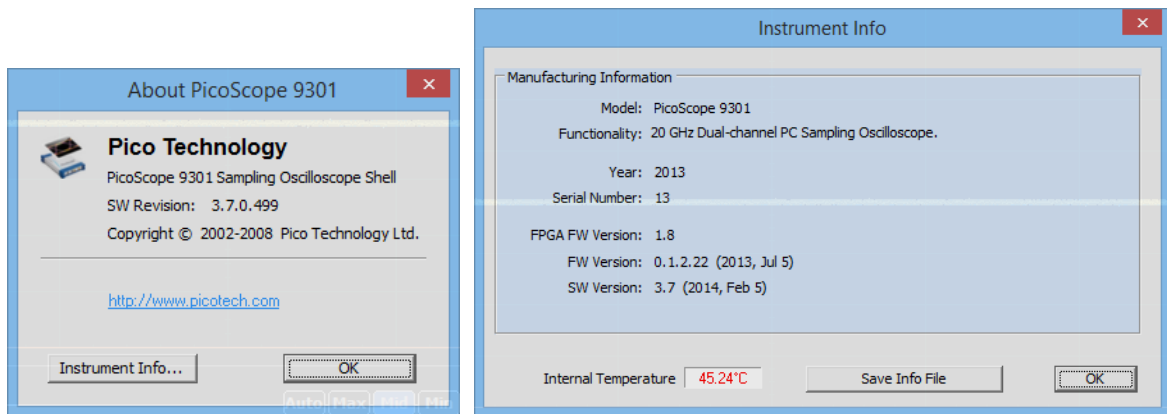 About PicoScope 9301
Pico Technology
PicoScope 9301 Sampling Oscilloscope Shell
SW Revision: 3.7.0.499
Copyright © 2002-2008 Pico Technology Ltd.
http://www.picotech.com
Instrument Info...
OK
Auto Max Mid Min
Instrument Info
Manufacturing Information
Model: PicoScope 9301
Functionality: 20 GHz Dual-channel PC Sampling Oscilloscope.
Year: 2013
Serial Number: 13
FPGA FW Version: 1.8
FW Version: 0.1.2.22 (2013, Jul 5)
SW Version: 3.7 (2014, Feb 5)
Internal Temperature 45.24°C
Save Info File
OK